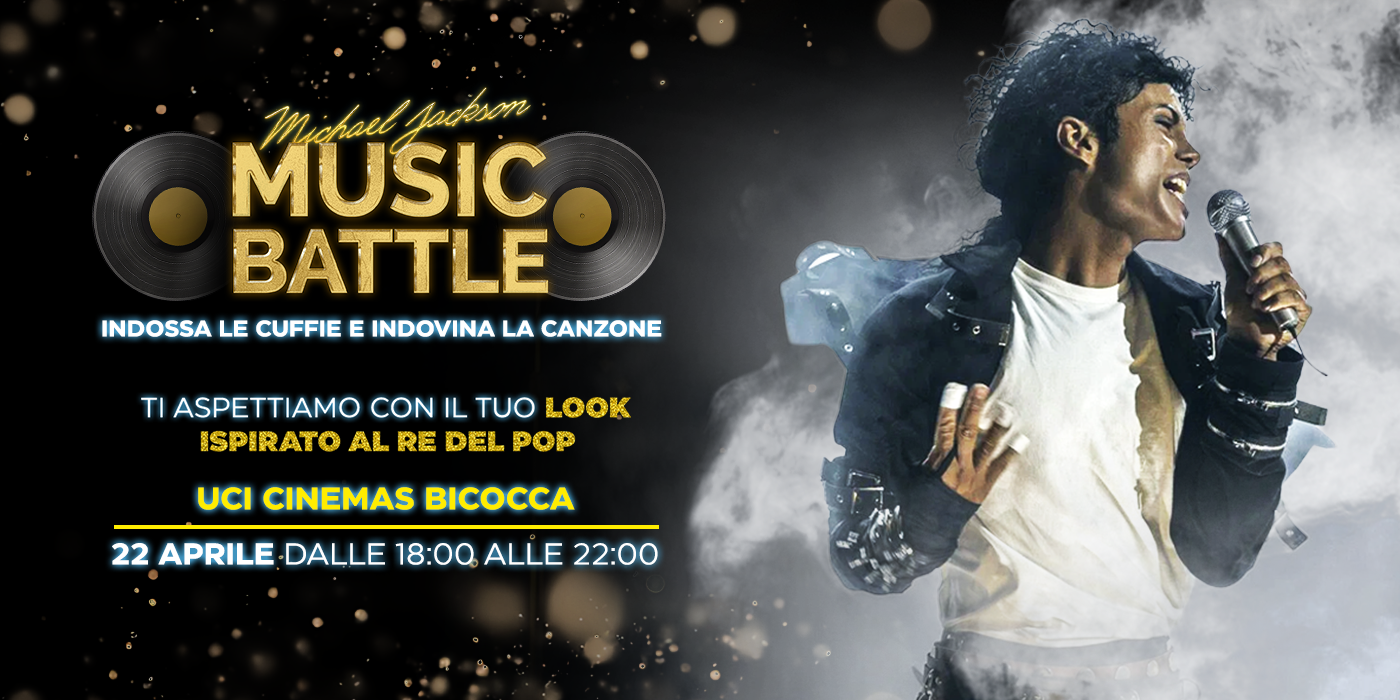 Michael Jackson
MUSIC
BATTLE
INDOSSA LE CUFFIE E INDOVINA LA CANZONE
TI ASPETTIAMO CON IL TUO LOOK
ISPIRATO AL RE DEL POP
UCI CINEMAS BICOCCA
22 APRILE DALLE 18:00 ALLE 22:00